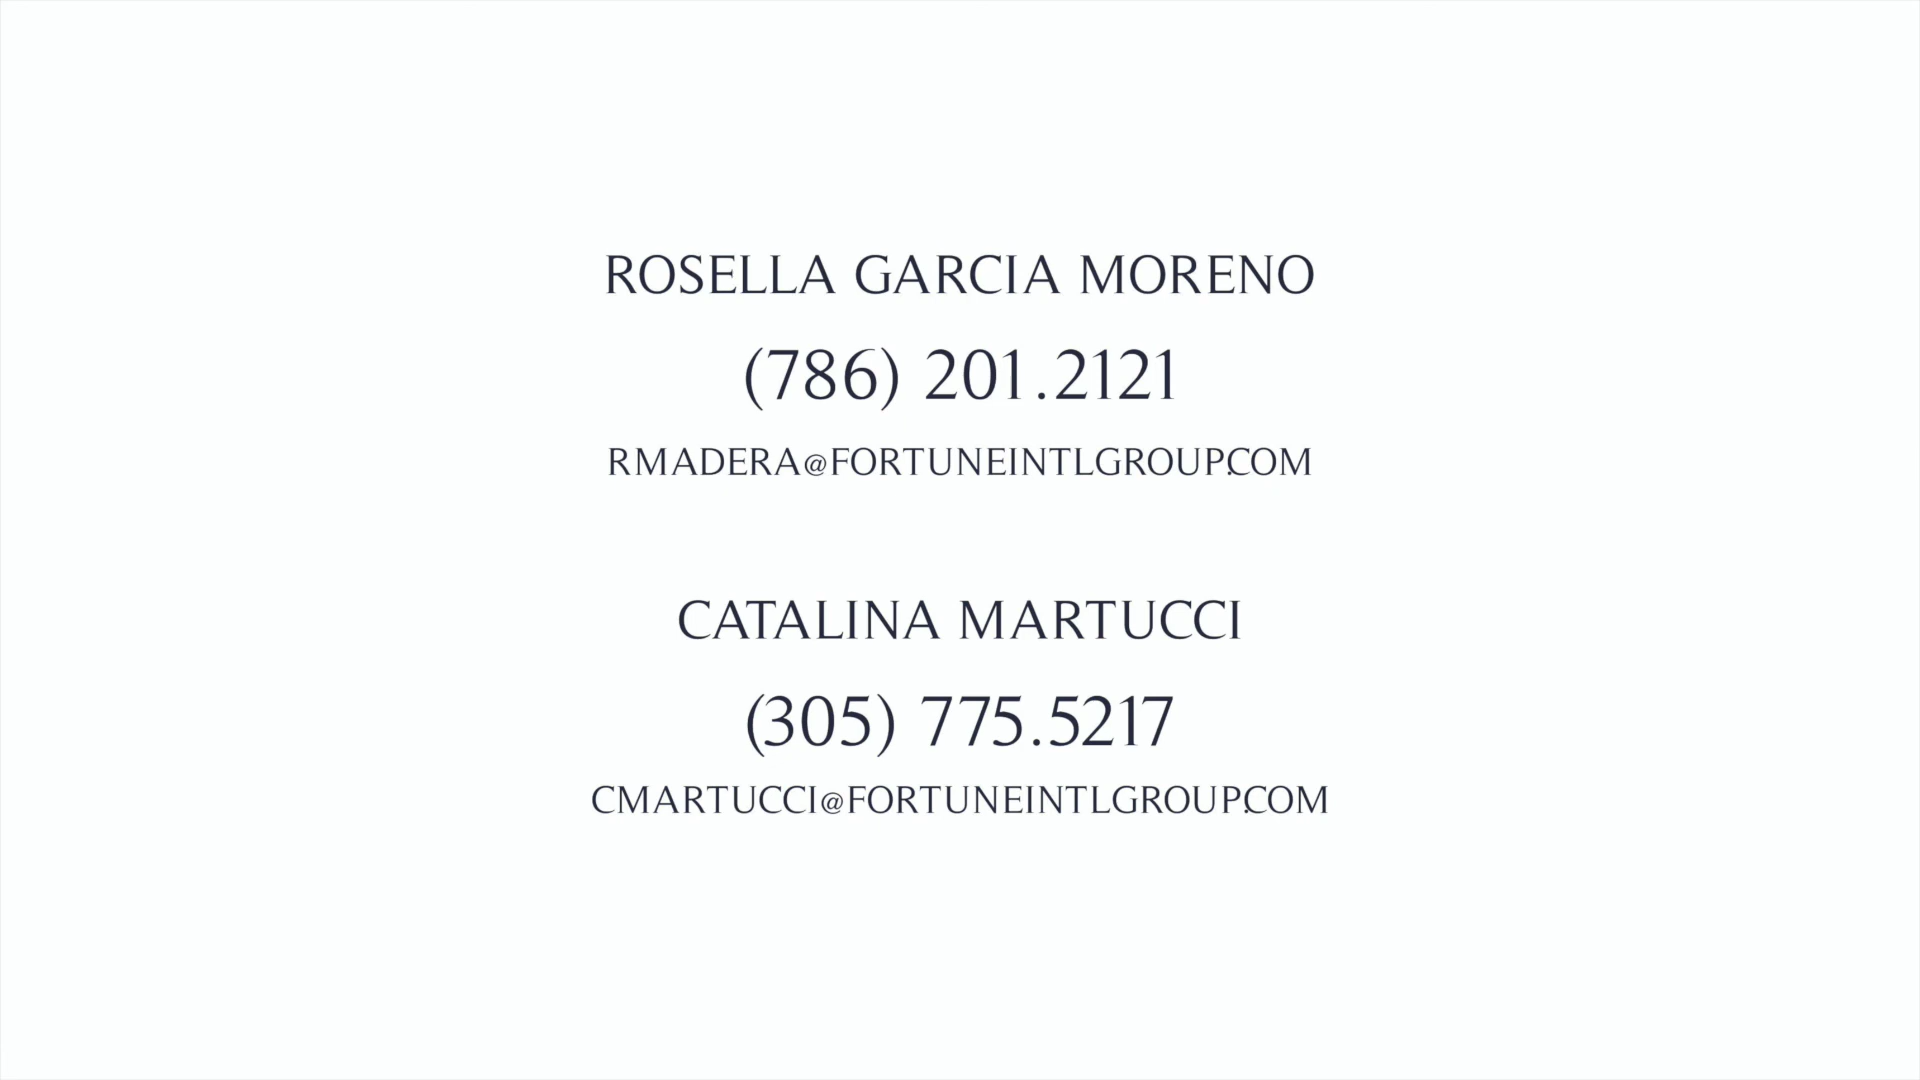 ROSELLA GARCIA MORENO
(786) 201.2121
RMADERA@FORTUNEINTLGROUP.COM
CATALINA MARTUCCI
(305) 775.5217
CMARTUCCI@FORTUNEINTLGROUP.COM